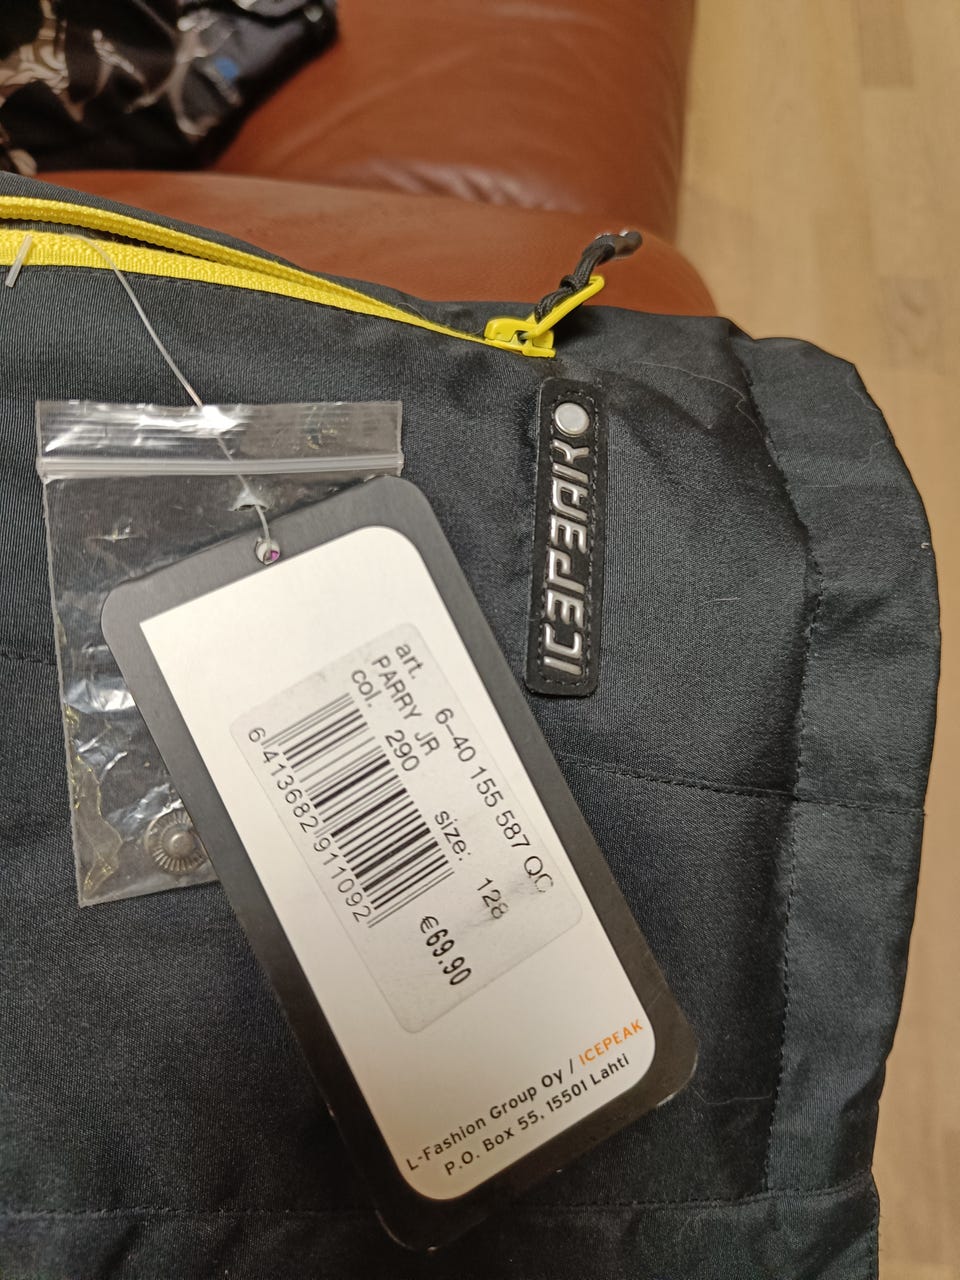 ICEPEAK
art. 6-40 155 587 QC
PARRY JR
col. 290 size: 128
6 413682 911092
€69.90
L-Fashion Group Oy / ICEPEAK
P.O. Box 55, 15501 Lahti